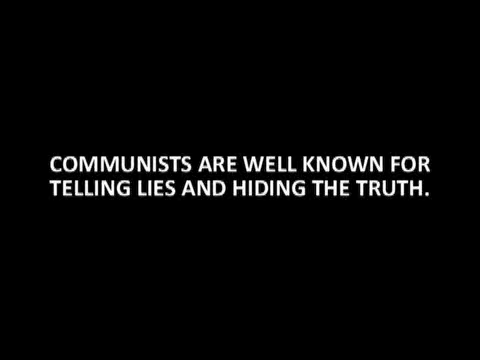 COMMUNISTS ARE WELL KNOWN FOR
TELLING LIES AND HIDING THE TRUTH.